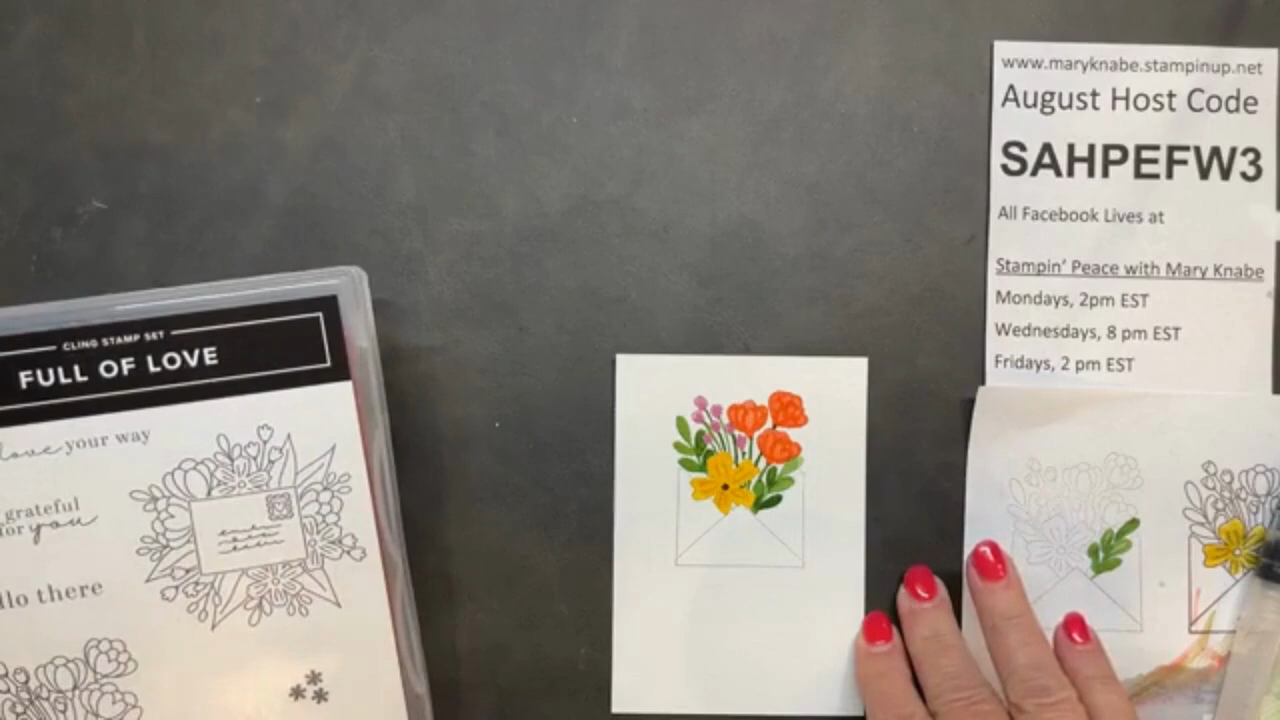 www.maryknabe.stampinup.net
August Host Code
SAHPEFW3
All Facebook Lives at
Stampin' Peace with Mary Knabe
Mondays, 2pm EST
Wednesdays, 8 pm EST
Fridays, 2 pm EST
CLING STAMP SET
FULL OF LOVE
love your way
grateful
for you
llo there